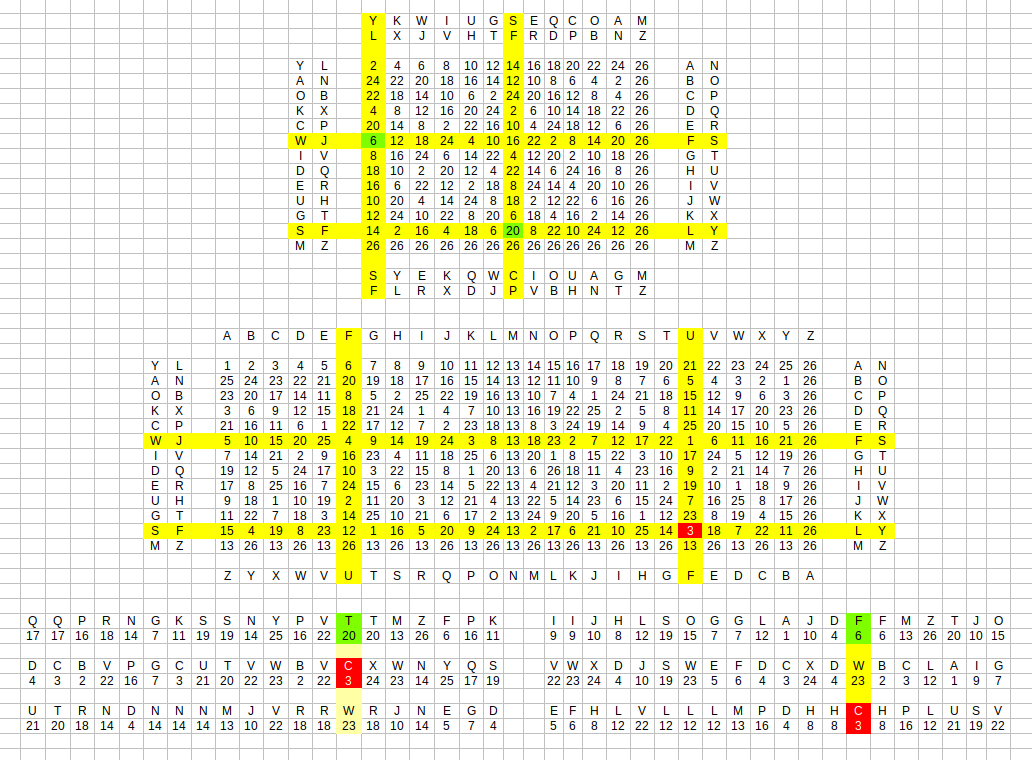 Y K W I U G S E Q C O A M
L X J V H T F R D P B N Z
Y L 2 4 6 8 10 12 14 16 18 20 22 24 26 A N
A N 24 22 20 18 16 14 12 10 8 6 4 2 26 B O
O B 22 18 14 10 6 2 24 20 16 12 8 4 26 C P
K X 4 8 12 16 20 24 2 6 10 14 18 22 26 D Q
C P 20 14 8 2 22 16 10 4 24 18 12 6 26 E R
W J 6 12 18 24 4 10 16 22 2 8 14 20 26 F S
I V 8 16 24 6 14 22 4 12 20 2 10 18 26 G T
D Q 18 10 2 20 12 4 22 14 6 24 16 8 26 H U
E R 16 6 22 12 2 18 8 24 14 4 20 10 26 I V
U H 10 20 4 14 24 8 18 2 12 22 6 16 26 J W
G T 12 24 10 22 8 20 6 18 4 16 2 14 26 K X
S F 14 2 16 4 18 6 20 8 22 10 24 12 26 L Y
M Z 26 26 26 26 26 26 26 26 26 26 26 26 26 M Z
S Y E K Q W C I O U A G M
F L R X D J P V B H N T Z
A B C D E F G H I J K L M N O P Q R S T U V W X Y Z
Y L 1 2 3 4 5 6 7 8 9 10 11 12 13 14 15 16 17 18 19 20 21 22 23 24 25 26 A N
A N 25 24 23 22 21 20 19 18 17 16 15 14 13 12 11 10 9 8 7 6 5 4 3 2 1 26 B O
O B 23 20 17 14 11 8 5 2 25 22 19 16 13 10 7 4 1 24 21 18 15 12 9 6 3 26 C P
K X 3 6 9 12 15 18 21 24 1 4 7 10 13 16 19 22 25 2 5 8 11 14 17 20 23 26 D Q
C P 21 16 11 6 1 22 17 12 7 2 23 18 13 8 3 24 19 14 9 4 25 20 15 10 5 26 E R
W J 5 10 15 20 25 4 9 14 19 24 3 8 13 18 23 2 7 12 17 22 1 6 11 16 21 26 F S
I V 7 14 21 2 9 16 23 4 11 18 25 6 13 20 1 8 15 22 3 10 17 24 5 12 19 26 G T
D Q 19 12 5 24 17 10 3 22 15 8 1 20 13 6 26 18 11 4 23 16 9 2 21 14 7 26 H U
E R 17 8 25 16 7 24 15 6 23 14 5 22 13 4 21 12 3 20 11 2 19 10 1 18 9 26 I V
U H 9 18 1 10 19 2 11 20 3 12 21 4 13 22 5 14 23 6 15 24 7 16 25 8 17 26 J W
G T 11 22 7 18 3 14 25 10 21 6 17 2 13 24 9 20 5 16 1 12 23 8 19 4 15 26 K X
S F 15 4 19 8 23 12 1 16 5 20 9 24 13 2 17 6 21 10 25 14 3 18 7 22 11 26 L Y
M Z 13 26 13 26 13 26 13 26 13 26 13 26 13 26 13 26 13 26 13 26 13 26 13 26 13 26 M Z
Z Y X W V U T S R Q P O N M L K J I H G F E D C B A
Q Q P R N G K S S N Y P V T T M Z F P K I I J H L S O G G L A J D F F M Z T J O
17 17 16 18 14 7 11 19 19 14 25 16 22 20 20 13 26 6 16 11 9 9 10 8 12 19 15 7 7 12 1 10 4 6 6 13 26 20 10 15
D C B V P G C U T V W B V C X W N Y Q S V W X D J S W E F D C X D W B C L A I G
4 3 2 22 16 7 3 21 20 22 23 2 22 3 24 23 14 25 17 19 22 23 24 4 10 19 23 5 6 4 3 24 4 23 2 3 12 1 9 7
U T R N D N N N M J V R R W R J N E G D E F H L V L L L M P D H H C H P L U S V
21 20 18 14 4 14 14 14 13 10 22 18 18 23 18 10 14 5 7 4 5 6 8 12 22 12 12 12 13 16 4 8 8 3 8 16 12 21 19 22